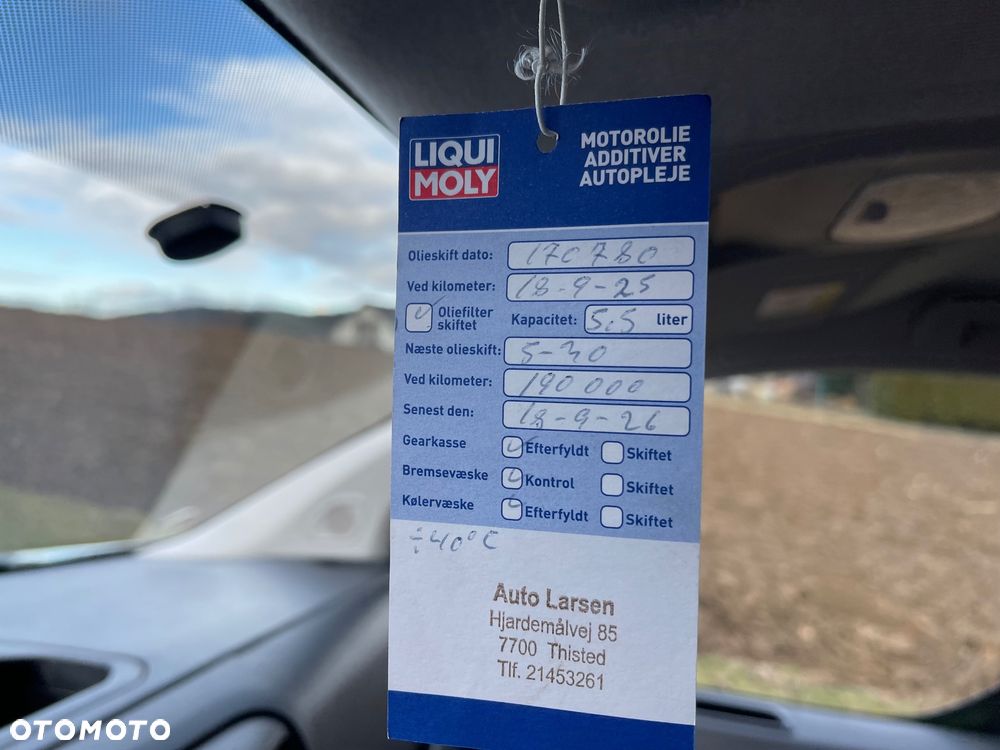 LIQUI
MOLY
MOTOROLIE
ADDITIVER
AUTOPLEJE
Olieskift dato: 170780
Ved kilometer: 18-9-25
Oliefilter skiftet Kapacitet: 5.5 liter
Næste olieskift: 5-30
Ved kilometer: 190 000
Senest den: 18-9-26
Gearkasse Efterfyldt Skiftet
Bremsevæske Kontrol Skiftet
Kølervæske Efterfyldt Skiftet
÷40°C
Auto Larsen
Hjardemålvej 85
7700 Thisted
Tlf. 21453261
OTOMOTO